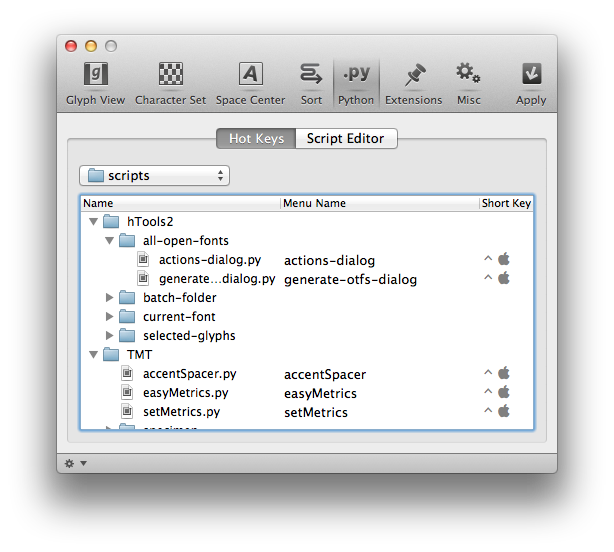 Glyph View Character Set Space Center Sort .py Python Extensions Misc Apply
Hot Keys Script Editor
scripts
Name Menu Name Short Key
hTools2
all-open-fonts
actions-dialog.py actions-dialog ^
generate...dialog.py generate-otfs-dialog ^
batch-folder
current-font
selected-glyphs
TMT
accentSpacer.py accentSpacer ^
easyMetrics.py easyMetrics ^
setMetrics.py setMetrics ^